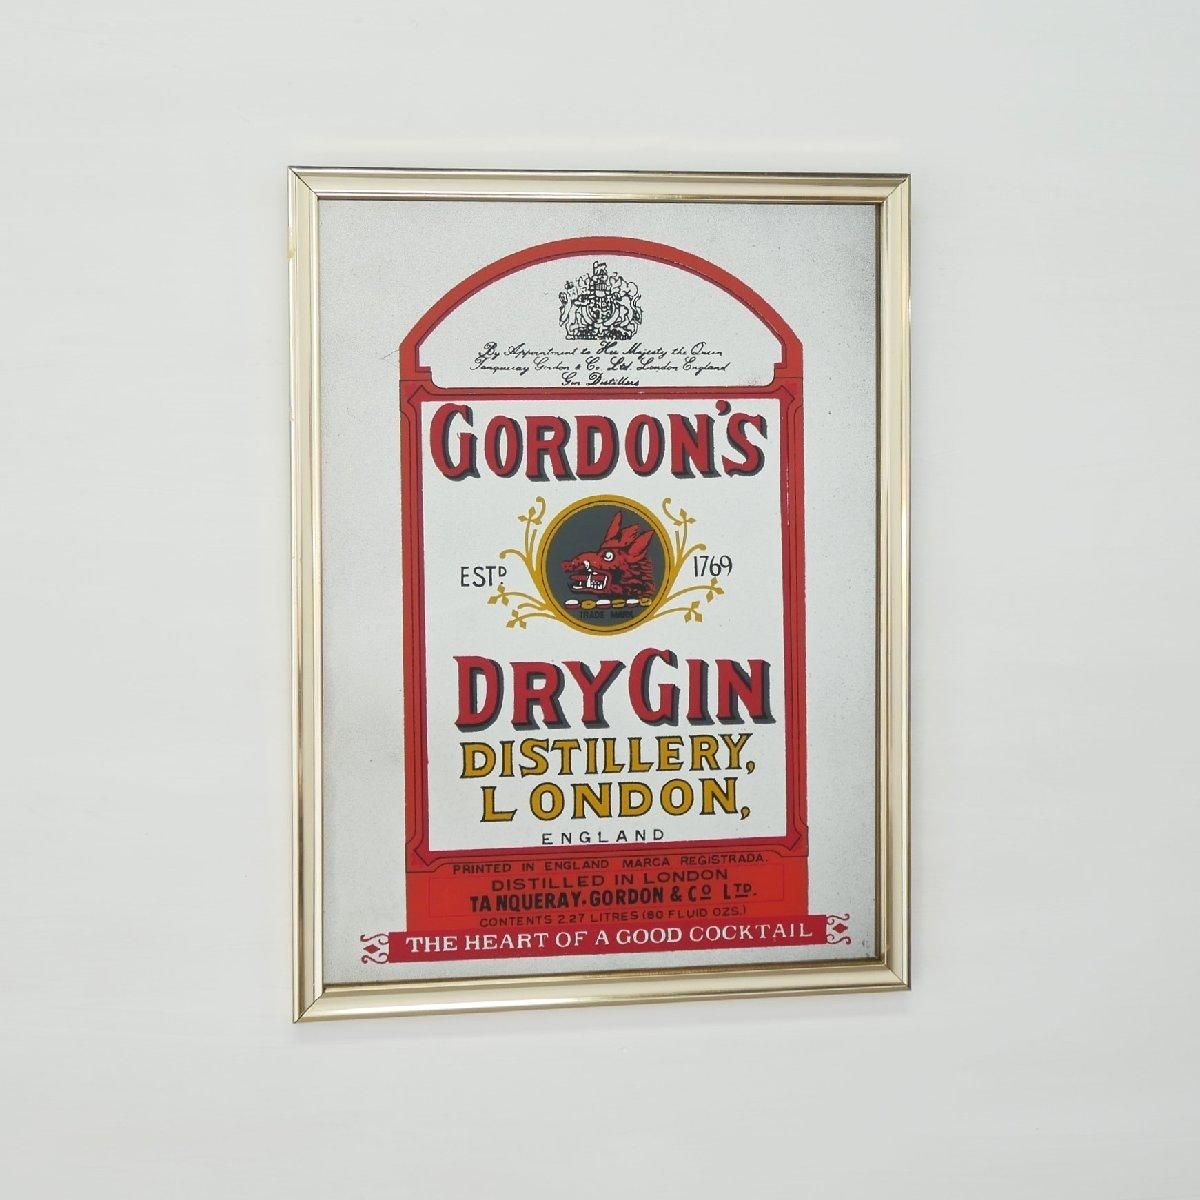 By Appointment to Her Majesty the Queen
Tanqueray Gordon & Co. Ltd. London England
Gin Distillers
GORDON'S
ESTD 1769
TRADE MARK
DRY GIN
DISTILLERY,
LONDON,
ENGLAND
PRINTED IN ENGLAND MARCA REGISTRADA.
DISTILLED IN LONDON
TANQUERAY.GORDON & Co LTD.
CONTENTS 2.27 LITRES (80 FLUID OZS.)
THE HEART OF A GOOD COCKTAIL